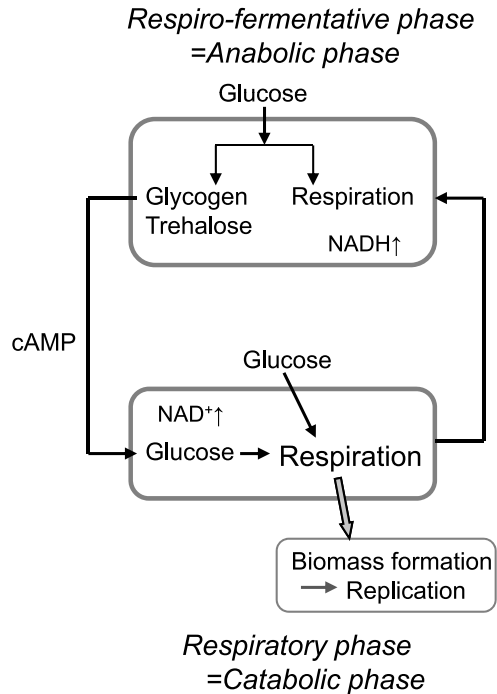 Respiro-fermentative phase
=Anabolic phase
Glucose
Glycogen
Trehalose
Respiration
NADH↑
cAMP
Glucose
NAD⁺↑
Glucose
Respiration
Biomass formation
→ Replication
Respiratory phase
=Catabolic phase